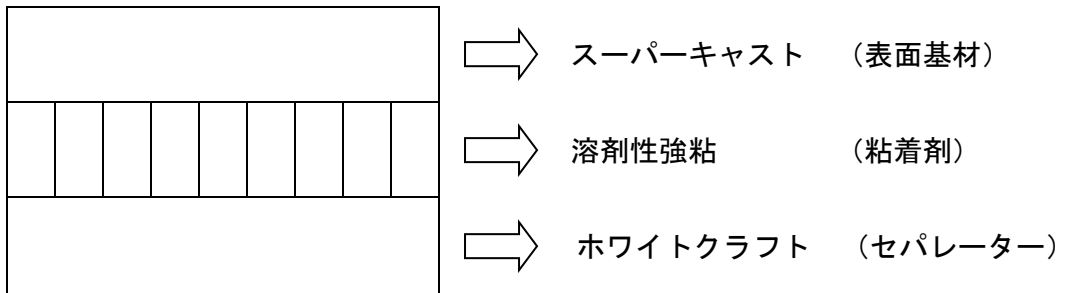 スーパーキャスト （表面基材）
溶剤性強粘 （粘着剤）
ホワイトクラフト （セパレーター）